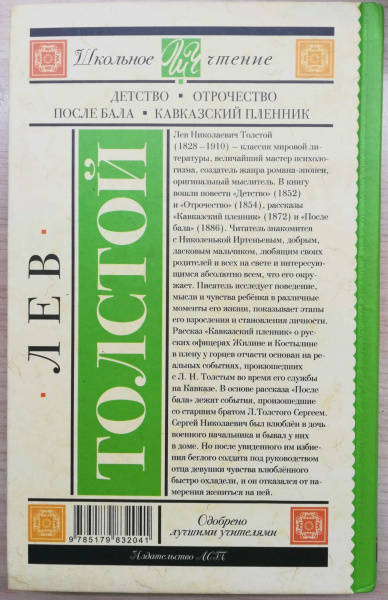 Школьное чтение
ДЕТСТВО • ОТРОЧЕСТВО
ПОСЛЕ БАЛА • КАВКАЗСКИЙ ПЛЕННИК
ЛЕВ
ТОЛСТОЙ
Лев Николаевич Толстой
(1828–1910) – классик мировой ли-
тературы, величайший мастер психоло-
гизма, создатель жанра романа-эпопеи,
оригинальный мыслитель. В книгу
вошли повести «Детство» (1852)
и «Отрочество» (1854), рассказы
«Кавказский пленник» (1872) и «После
бала» (1886). Читатель знакомится
с Николенькой Иртеньевым, добрым,
ласковым мальчиком, любящим своих
родителей и всех на свете и интересую-
щимся абсолютно всем, что его окру-
жает. Писатель исследует поведение,
мысли и чувства ребёнка в различные
моменты его жизни, показывает этапы
его взросления и становления личности.
Рассказ «Кавказский пленник» о рус-
ских офицерах Жилине и Костылине
в плену у горцев отчасти основан на ре-
альных событиях, произошедших
с Л. Н. Толстым во время его службы
на Кавказе. В основе рассказа «После
бала» лежат события, произошедшие
со старшим братом Л.Толстого Сергеем.
Сергей Николаевич был влюблён в дочь
военного начальника и бывал у них
в доме. Но после увиденного им избие-
ния беглого солдата под руководством
отца девушки чувства влюблённого
быстро охладели, и он отказался от на-
мерения жениться на ней.
9 785179 832041
Одобрено
лучшими учителями
Издательство АСТ